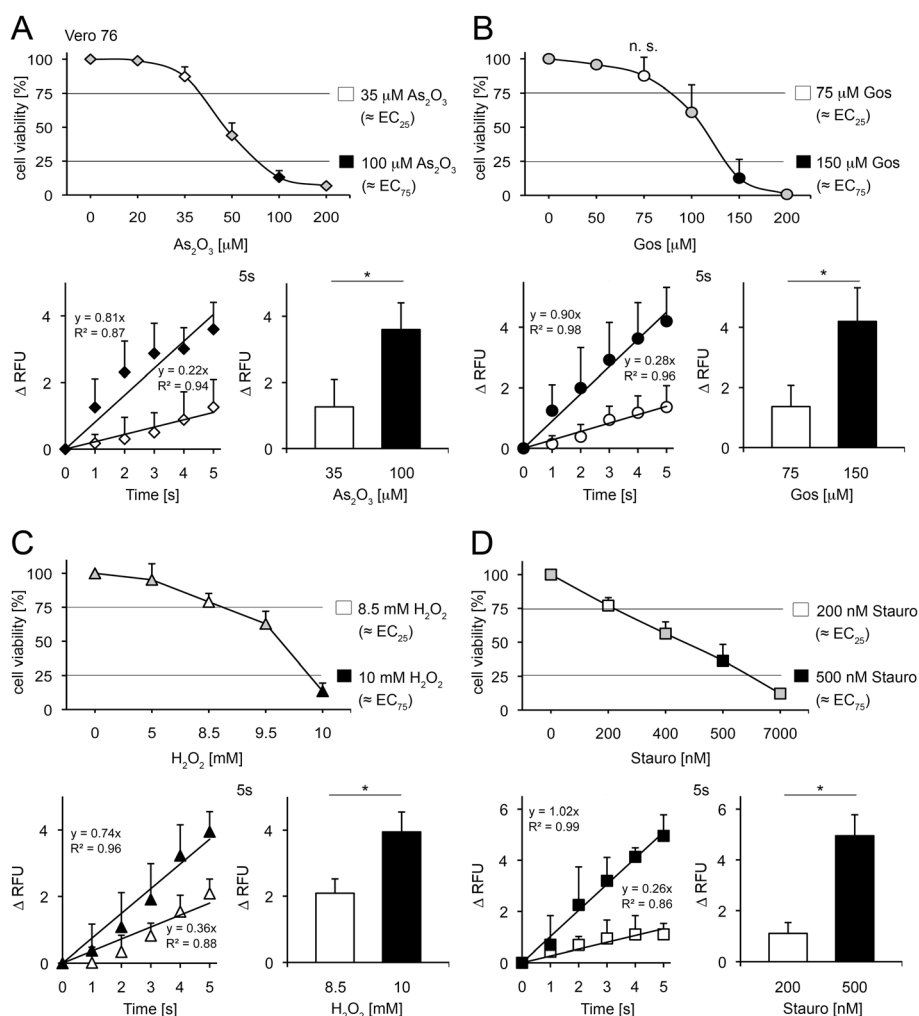 A
Vero 76
cell viability [%]
100
75
50
25
0
0 20 35 50 100 200
As₂O₃ [µM]
35 µM As₂O₃
(≈ EC₂₅)
100 µM As₂O₃
(≈ EC₇₅)
5s
Δ RFU
4
2
0
y = 0.81x
R² = 0.87
y = 0.22x
R² = 0.94
0 1 2 3 4 5
Time [s]
Δ RFU
4
2
0
*
35 100
As₂O₃ [µM]
B
n. s.
cell viability [%]
100
75
50
25
0
0 50 75 100 150 200
Gos [µM]
75 µM Gos
(≈ EC₂₅)
150 µM Gos
(≈ EC₇₅)
5s
Δ RFU
4
2
0
y = 0.90x
R² = 0.98
y = 0.28x
R² = 0.96
0 1 2 3 4 5
Time [s]
Δ RFU
4
2
0
*
75 150
Gos [µM]
C
cell viability [%]
100
75
50
25
0
0 5 8.5 9.5 10
H₂O₂ [mM]
8.5 mM H₂O₂
(≈ EC₂₅)
10 mM H₂O₂
(≈ EC₇₅)
5s
Δ RFU
4
2
0
y = 0.74x
R² = 0.96
y = 0.36x
R² = 0.88
0 1 2 3 4 5
Time [s]
Δ RFU
4
2
0
*
8.5 10
H₂O₂ [mM]
D
cell viability [%]
100
75
50
25
0
0 200 400 500 7000
Stauro [nM]
200 nM Stauro
(≈ EC₂₅)
500 nM Stauro
(≈ EC₇₅)
5s
Δ RFU
6
4
2
0
y = 1.02x
R² = 0.99
y = 0.26x
R² = 0.86
0 1 2 3 4 5
Time [s]
Δ RFU
6
4
2
0
*
200 500
Stauro [nM]